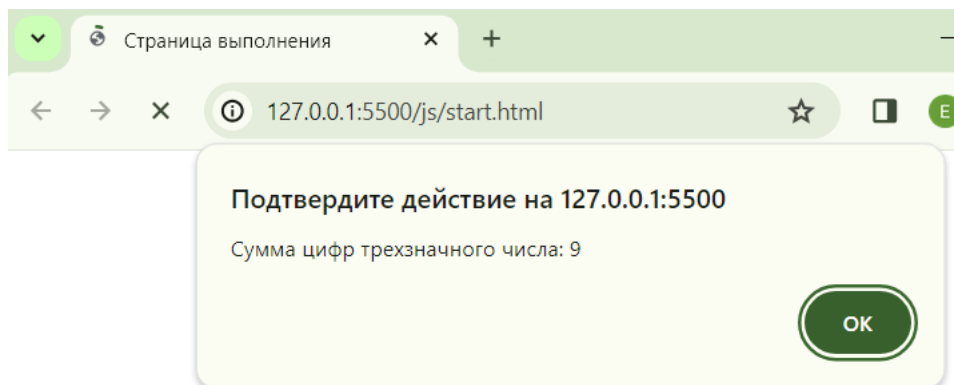 Страница выполнения
127.0.0.1:5500/js/start.html
E
Подтвердите действие на 127.0.0.1:5500
Сумма цифр трехзначного числа: 9
ОК